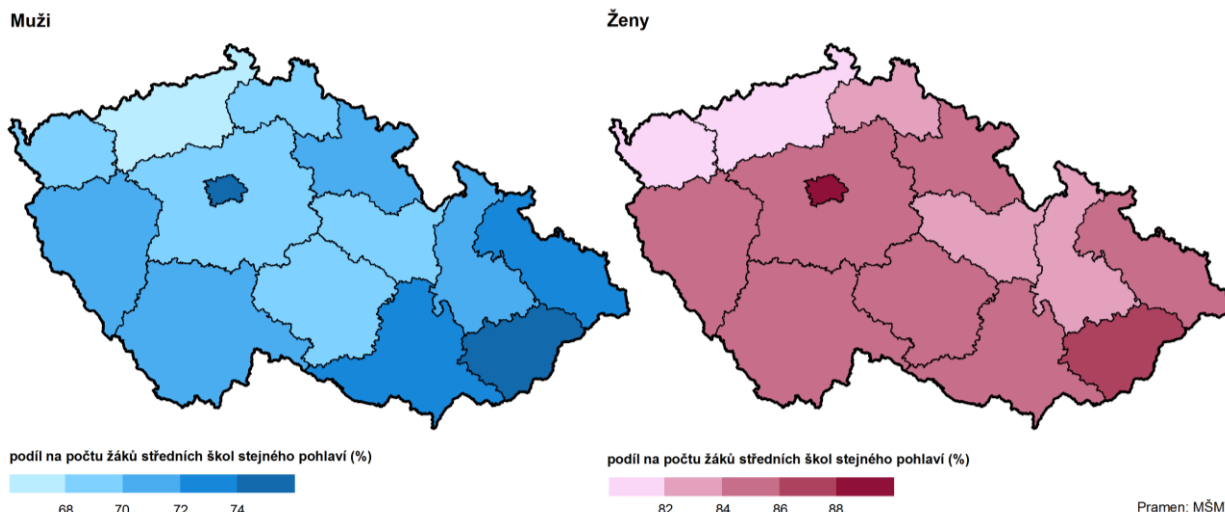 Muži
Ženy
podíl na počtu žáků středních škol stejného pohlaví (%)
68 70 72 74
podíl na počtu žáků středních škol stejného pohlaví (%)
82 84 86 88
Pramen: MŠM